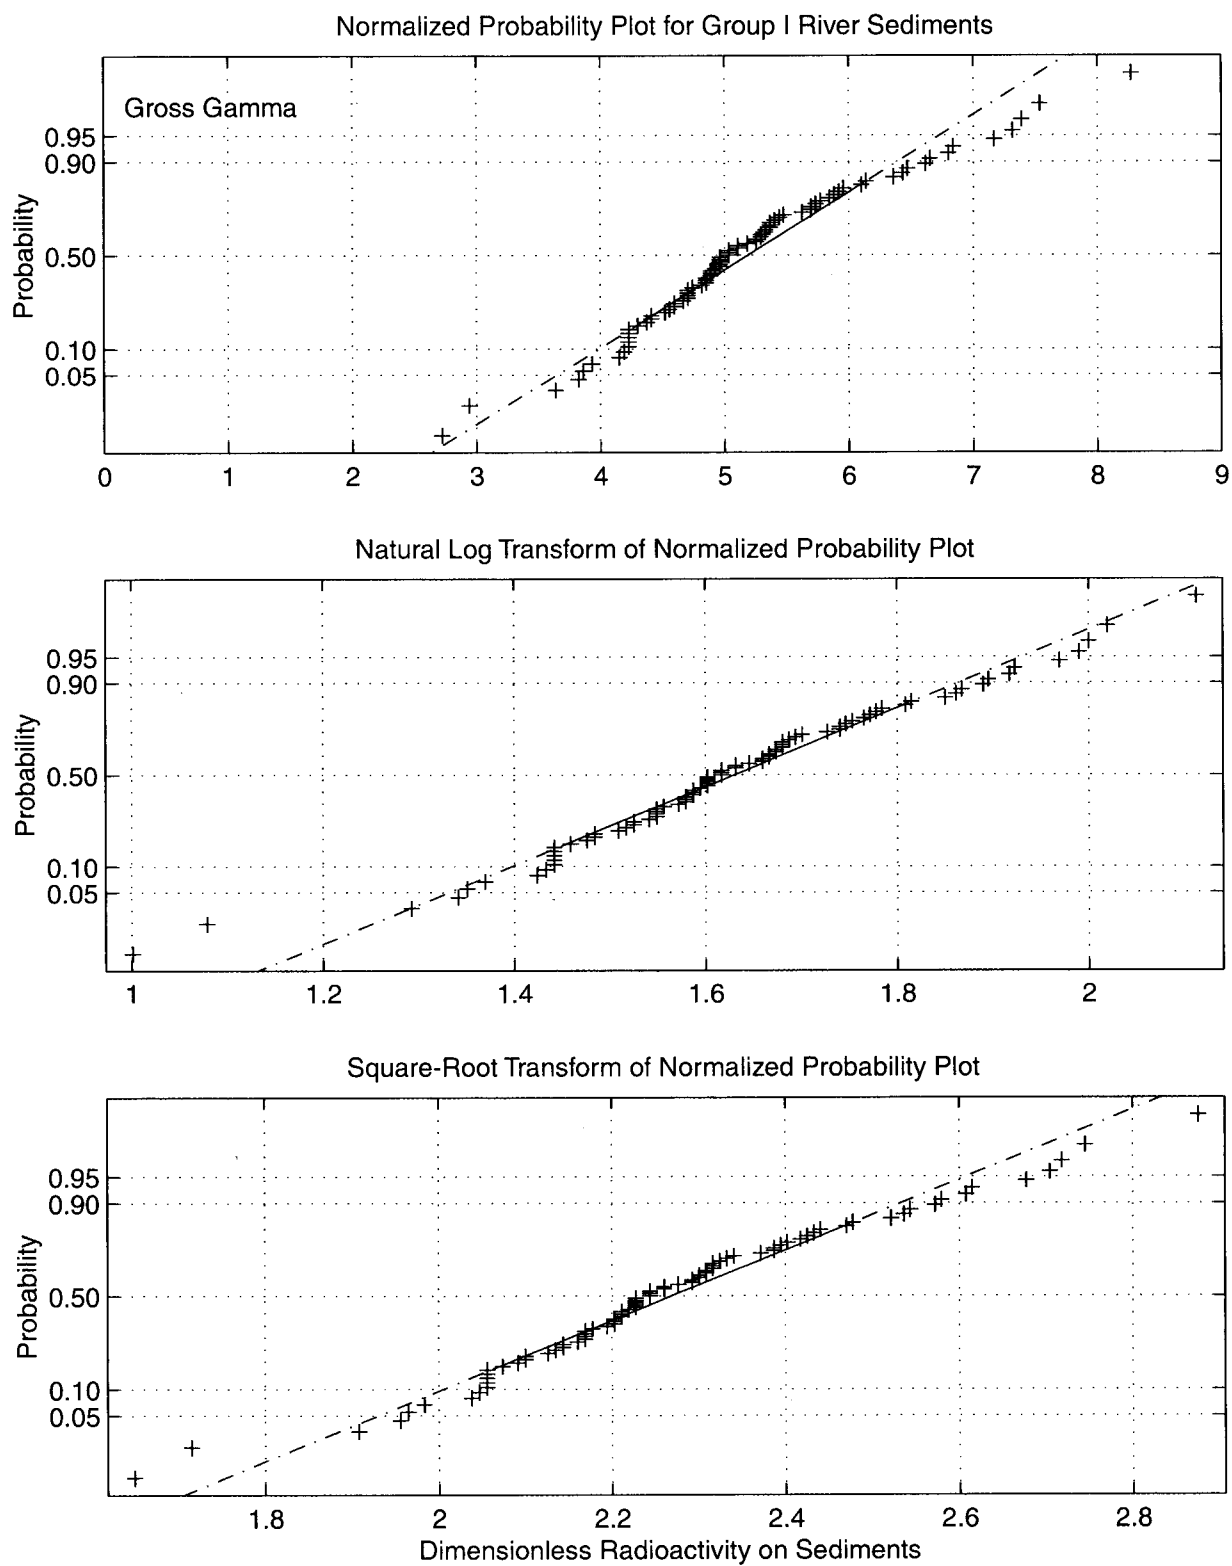 Normalized Probability Plot for Group I River Sediments
Gross Gamma
Probability
0.95
0.90
0.50
0.10
0.05
0 1 2 3 4 5 6 7 8 9
Natural Log Transform of Normalized Probability Plot
Probability
0.95
0.90
0.50
0.10
0.05
1 1.2 1.4 1.6 1.8 2
Square-Root Transform of Normalized Probability Plot
Probability
0.95
0.90
0.50
0.10
0.05
1.8 2 2.2 2.4 2.6 2.8
Dimensionless Radioactivity on Sediments